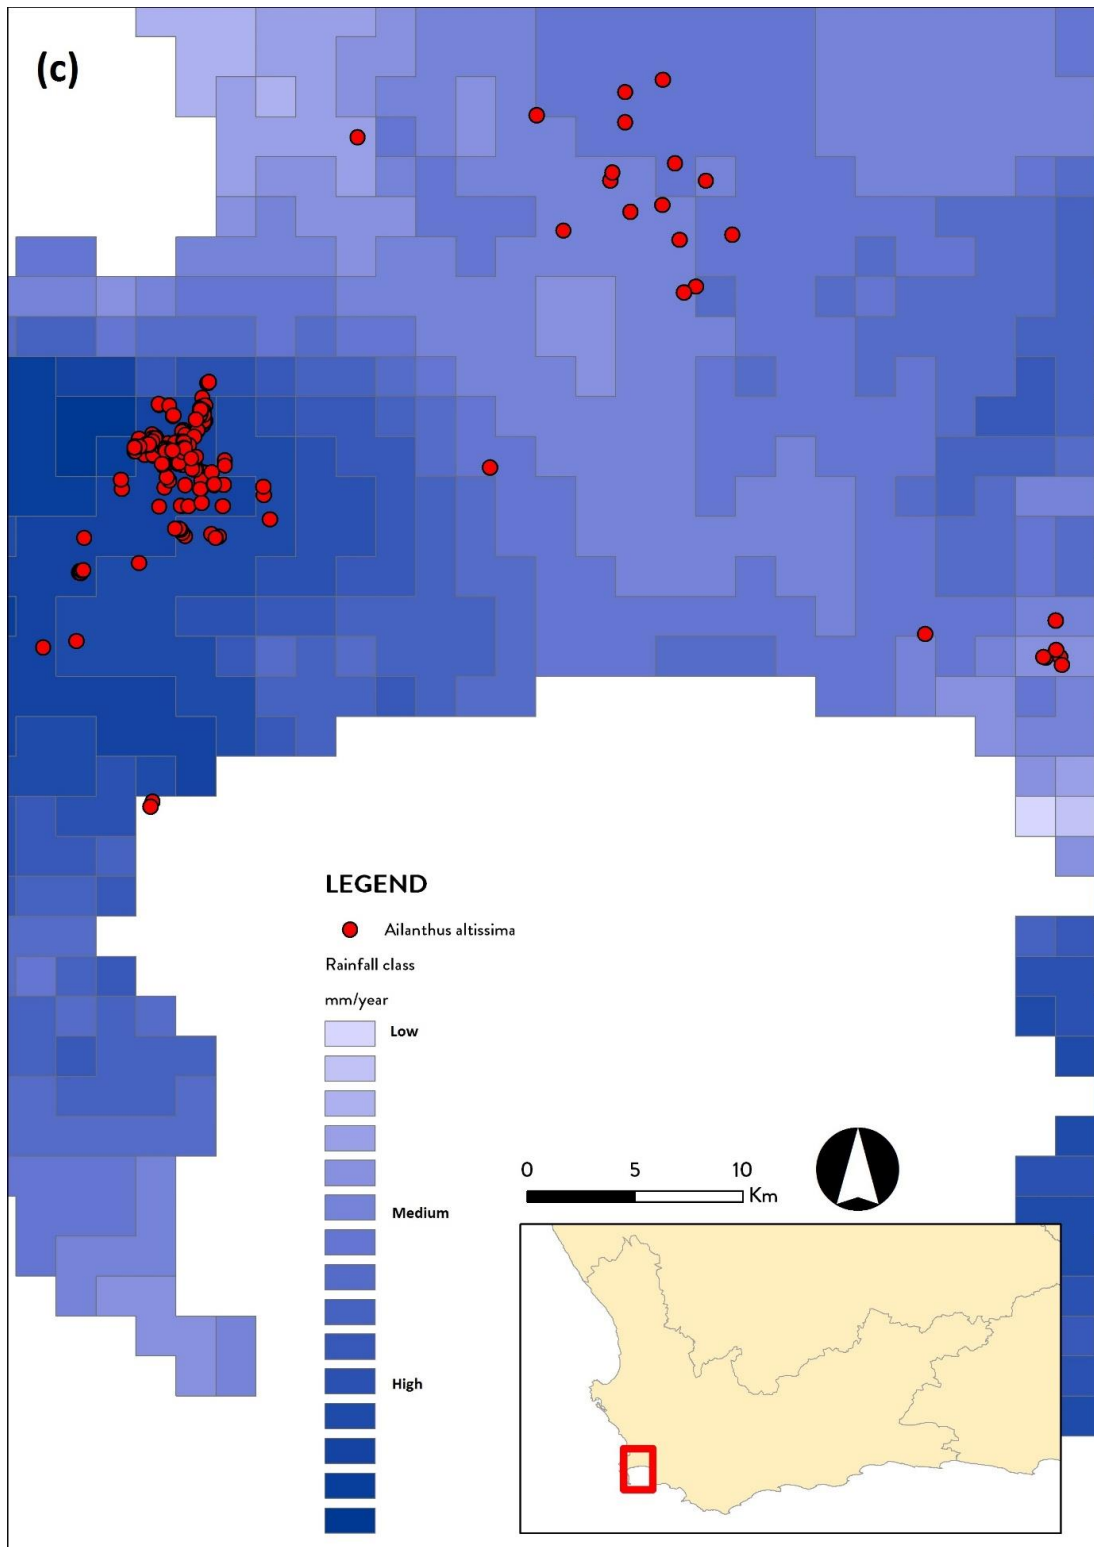 (c)
LEGEND
Ailanthus altissima
Rainfall class
mm/year
Low
Medium
High
0 5 10
Km